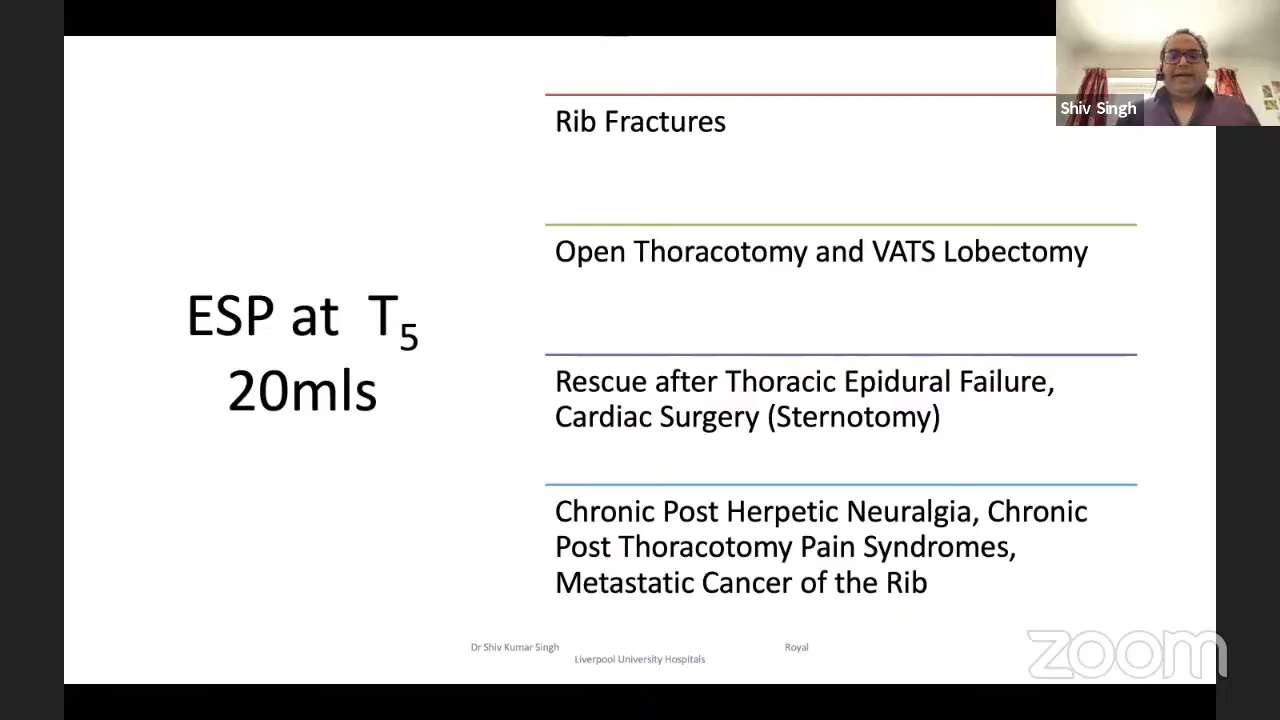 Shiv Singh
Rib Fractures
Open Thoracotomy and VATS Lobectomy
ESP at T5
20mls
Rescue after Thoracic Epidural Failure,
Cardiac Surgery (Sternotomy)
Chronic Post Herpetic Neuralgia, Chronic
Post Thoracotomy Pain Syndromes,
Metastatic Cancer of the Rib
Dr Shiv Kumar Singh Royal
Liverpool University Hospitals
zoom